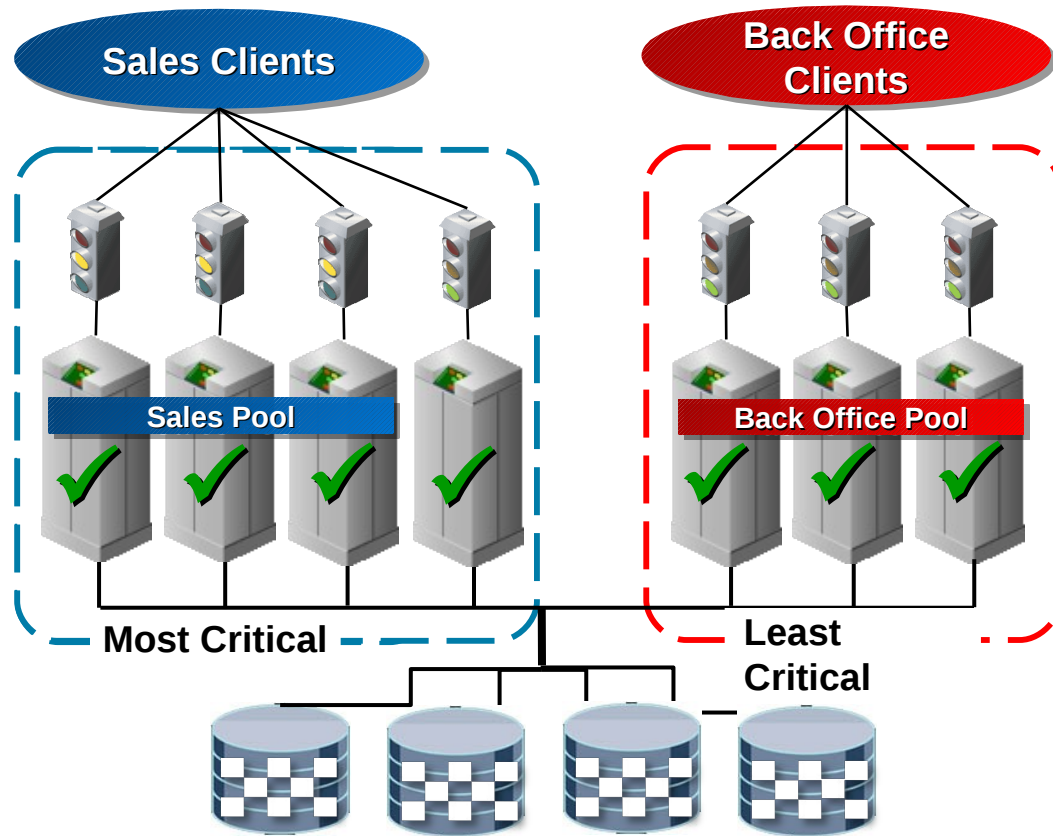 Sales Clients
Back Office
Clients
Sales Pool
Back Office Pool
Most Critical
Least
Critical